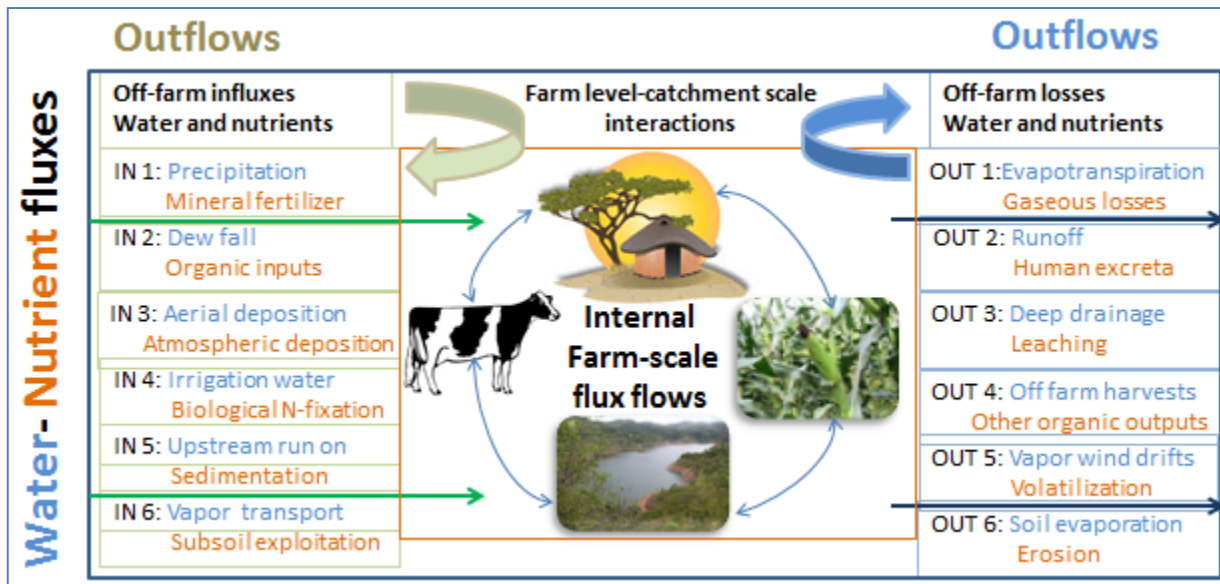 Outflows
Outflows
Water- Nutrient fluxes
Off-farm influxes
Water and nutrients
Farm level-catchment scale
interactions
Off-farm losses
Water and nutrients
IN 1: Precipitation
Mineral fertilizer
IN 2: Dew fall
Organic inputs
IN 3: Aerial deposition
Atmospheric deposition
IN 4: Irrigation water
Biological N-fixation
IN 5: Upstream run on
Sedimentation
IN 6: Vapor transport
Subsoil exploitation
Internal
Farm-scale
flux flows
OUT 1:Evapotranspiration
Gaseous losses
OUT 2: Runoff
Human excreta
OUT 3: Deep drainage
Leaching
OUT 4: Off farm harvests
Other organic outputs
OUT 5: Vapor wind drifts
Volatilization
OUT 6: Soil evaporation
Erosion